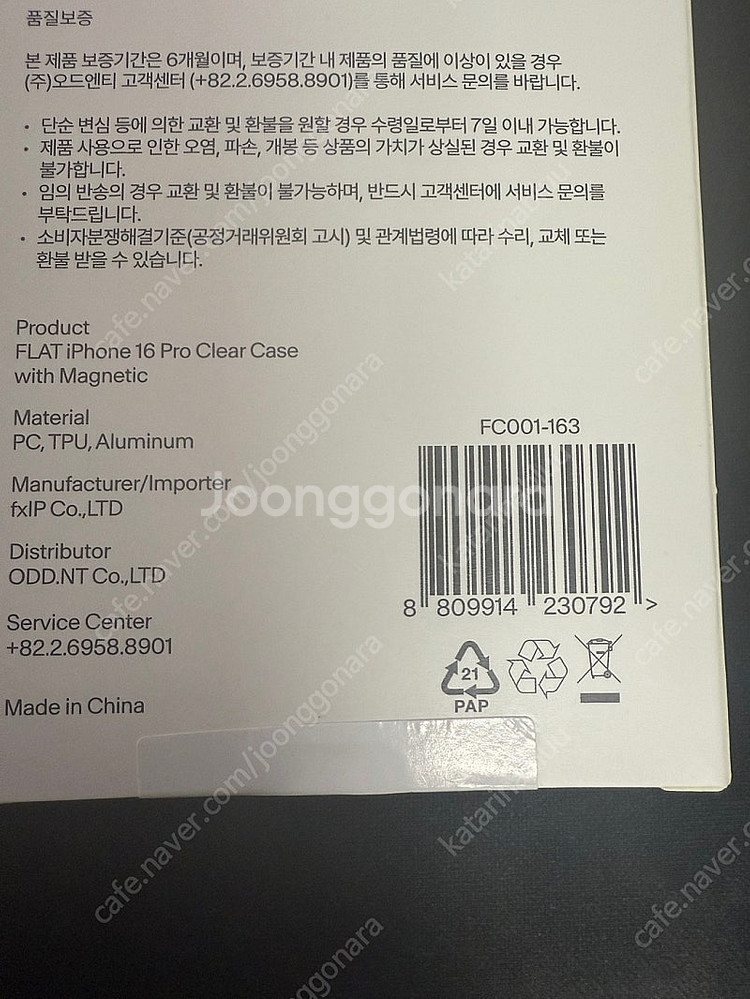 품질보증
본 제품 보증기간은 6개월이며, 보증기간 내 제품의 품질에 이상이 있을 경우
(주)오드엔티 고객센터 (+82.2.6958.8901)를 통해 서비스 문의를 바랍니다.
• 단순 변심 등에 의한 교환 및 환불을 원할 경우 수령일로부터 7일 이내 가능합니다.
• 제품 사용으로 인한 오염, 파손, 개봉 등 상품의 가치가 상실된 경우 교환 및 환불이
불가합니다.
• 임의 반송의 경우 교환 및 환불이 불가능하며, 반드시 고객센터에 서비스 문의를
부탁드립니다.
• 소비자분쟁해결기준(공정거래위원회 고시) 및 관계법령에 따라 수리, 교체 또는
환불 받을 수 있습니다.
Product
FLAT iPhone 16 Pro Clear Case
with Magnetic
Material
PC, TPU, Aluminum
Manufacturer/Importer
fxIP Co.,LTD
Distributor
ODD.NT Co.,LTD
Service Center
+82.2.6958.8901
Made in China
FC001-163
8 809914 230792 >
21
PAP
Joonggonara
cafe.naver.com/joonggonara